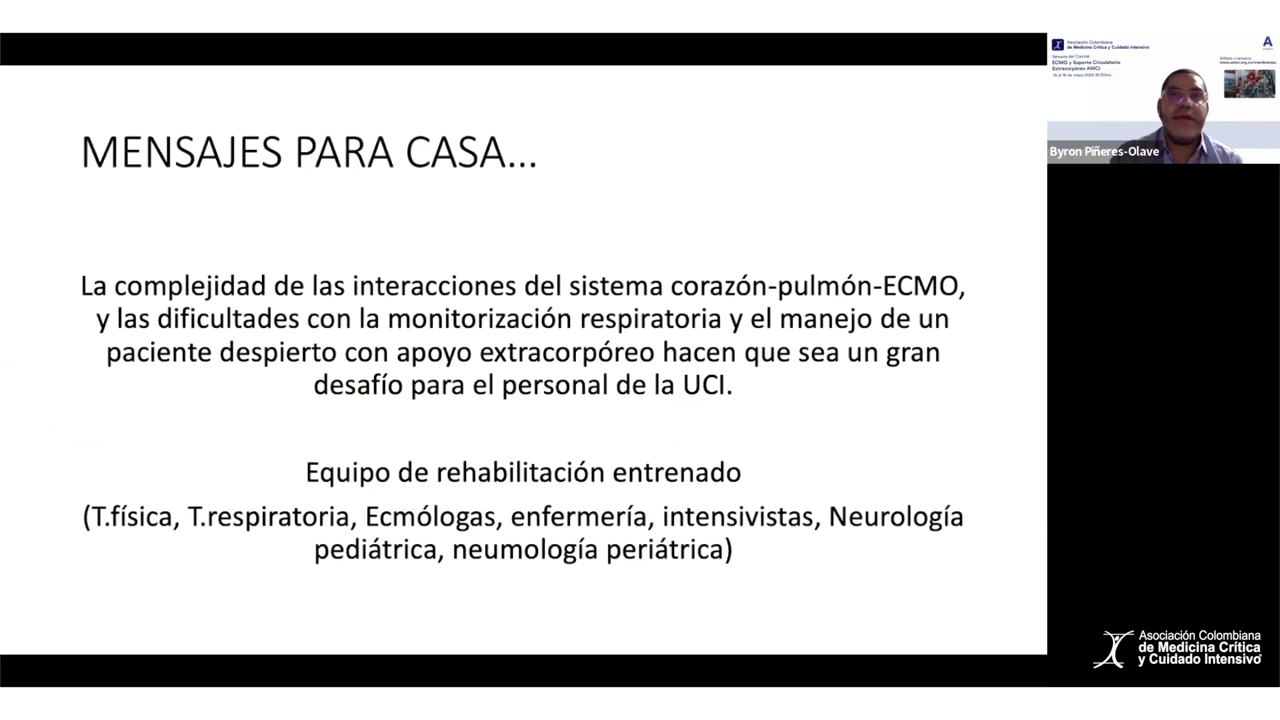 MENSAJES PARA CASA...
La complejidad de las interacciones del sistema corazón-pulmón-ECMO,
y las dificultades con la monitorización respiratoria y el manejo de un
paciente despierto con apoyo extracorpóreo hacen que sea un gran
desafío para el personal de la UCI.
Equipo de rehabilitación entrenado
(T.física, T.respiratoria, Ecmólogas, enfermería, intensivistas, Neurología
pediátrica, neumología periátrica)
Asociación Colombiana
de Medicina Crítica y Cuidado Intensivo
ECMO y Soporte Circulatorio
Extracorpóreo AMCI
Byron Piñeres-Olave
Asociación Colombiana
de Medicina Crítica
y Cuidado Intensivo